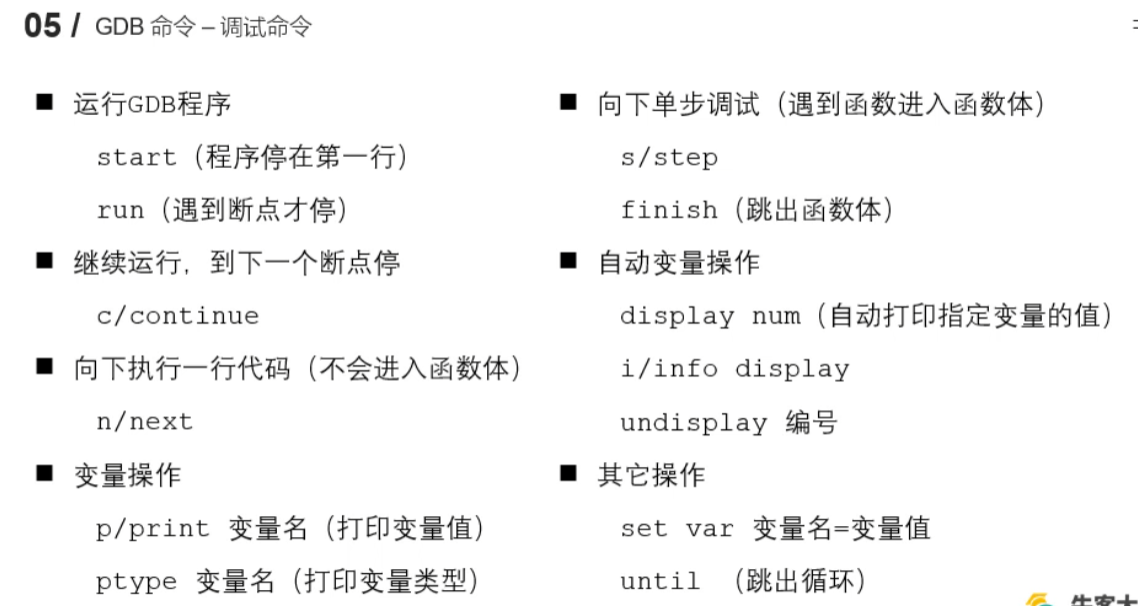 05 / GDB 命令 – 调试命令
■ 运行GDB程序
start（程序停在第一行）
run（遇到断点才停）
■ 继续运行，到下一个断点停
c/continue
■ 向下执行一行代码（不会进入函数体）
n/next
■ 变量操作
p/print 变量名（打印变量值）
ptype 变量名（打印变量类型）
■ 向下单步调试（遇到函数进入函数体）
s/step
finish（跳出函数体）
■ 自动变量操作
display num（自动打印指定变量的值）
i/info display
undisplay 编号
■ 其它操作
set var 变量名=变量值
until （跳出循环）